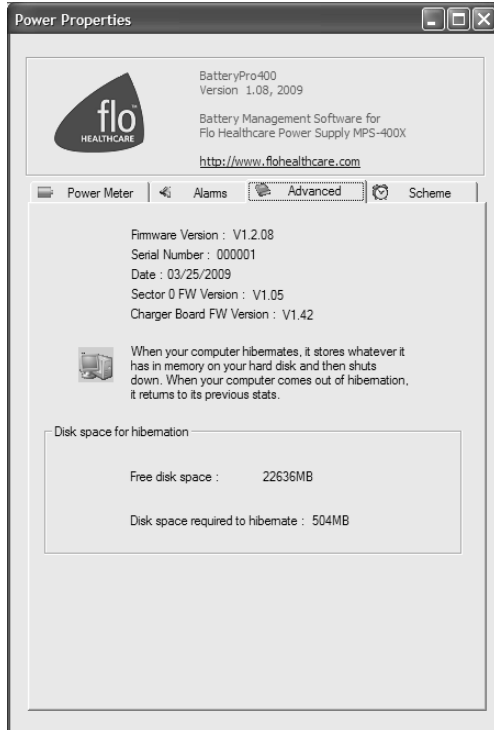 Power Properties
flo
HEALTHCARE
BatteryPro400
Version 1.08, 2009
Battery Management Software for
Flo Healthcare Power Supply MPS-400X
http://www.flohealthcare.com
Power Meter
Alarms
Advanced
Scheme
Firmware Version : V1.2.08
Serial Number : 000001
Date : 03/25/2009
Sector 0 FW Version : V1.05
Charger Board FW Version : V1.42
When your computer hibernates, it stores whatever it
has in memory on your hard disk and then shuts
down. When your computer comes out of hibernation,
it returns to its previous stats.
Disk space for hibernation
Free disk space : 22636MB
Disk space required to hibernate : 504MB